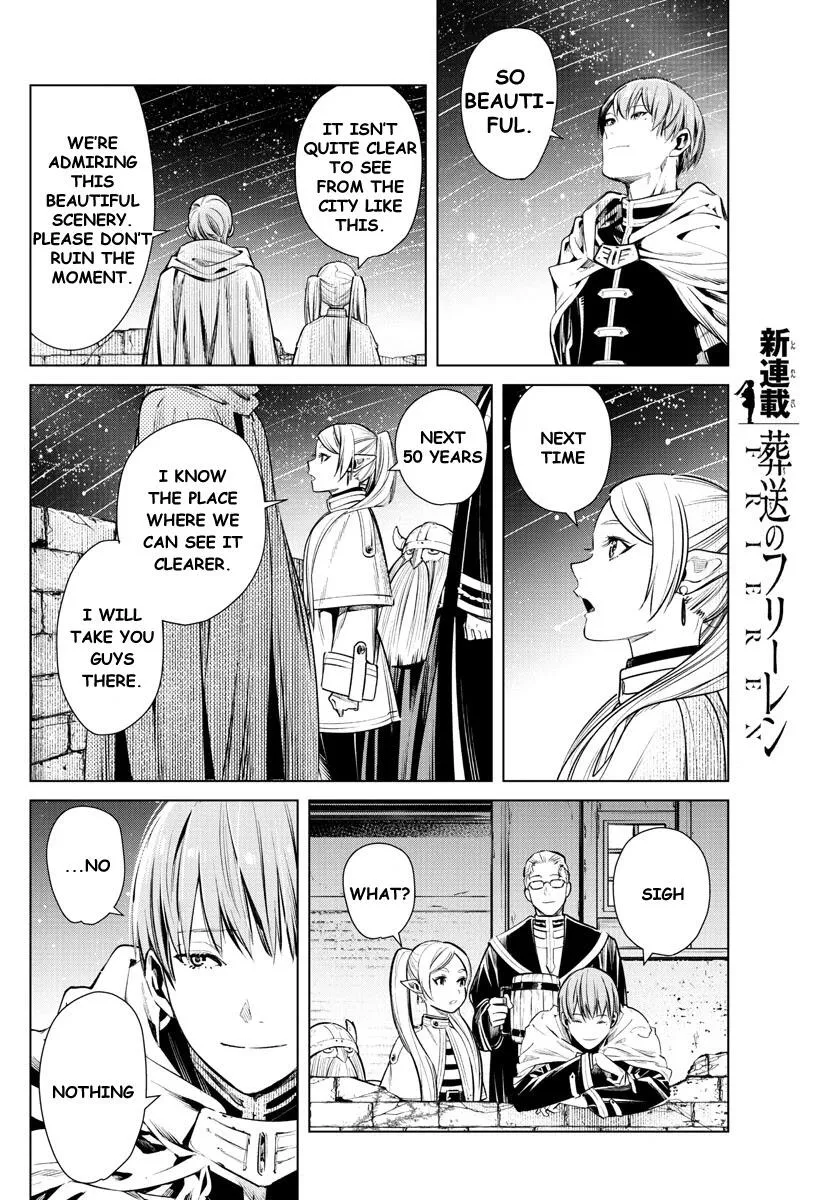 SO
BEAUTI-
FUL.
IT ISN'T
QUITE CLEAR
TO SEE
FROM THE
CITY LIKE
THIS.
WE'RE
ADMIRING
THIS
BEAUTIFUL
SCENERY.
PLEASE DON'T
RUIN THE
MOMENT.
NEXT
TIME
NEXT
50 YEARS
I KNOW
THE PLACE
WHERE WE
CAN SEE IT
CLEARER.
I WILL
TAKE YOU
GUYS
THERE.
SIGH
WHAT?
...NO
NOTHING
新連載
葬送のフリーレン
FRIEREN